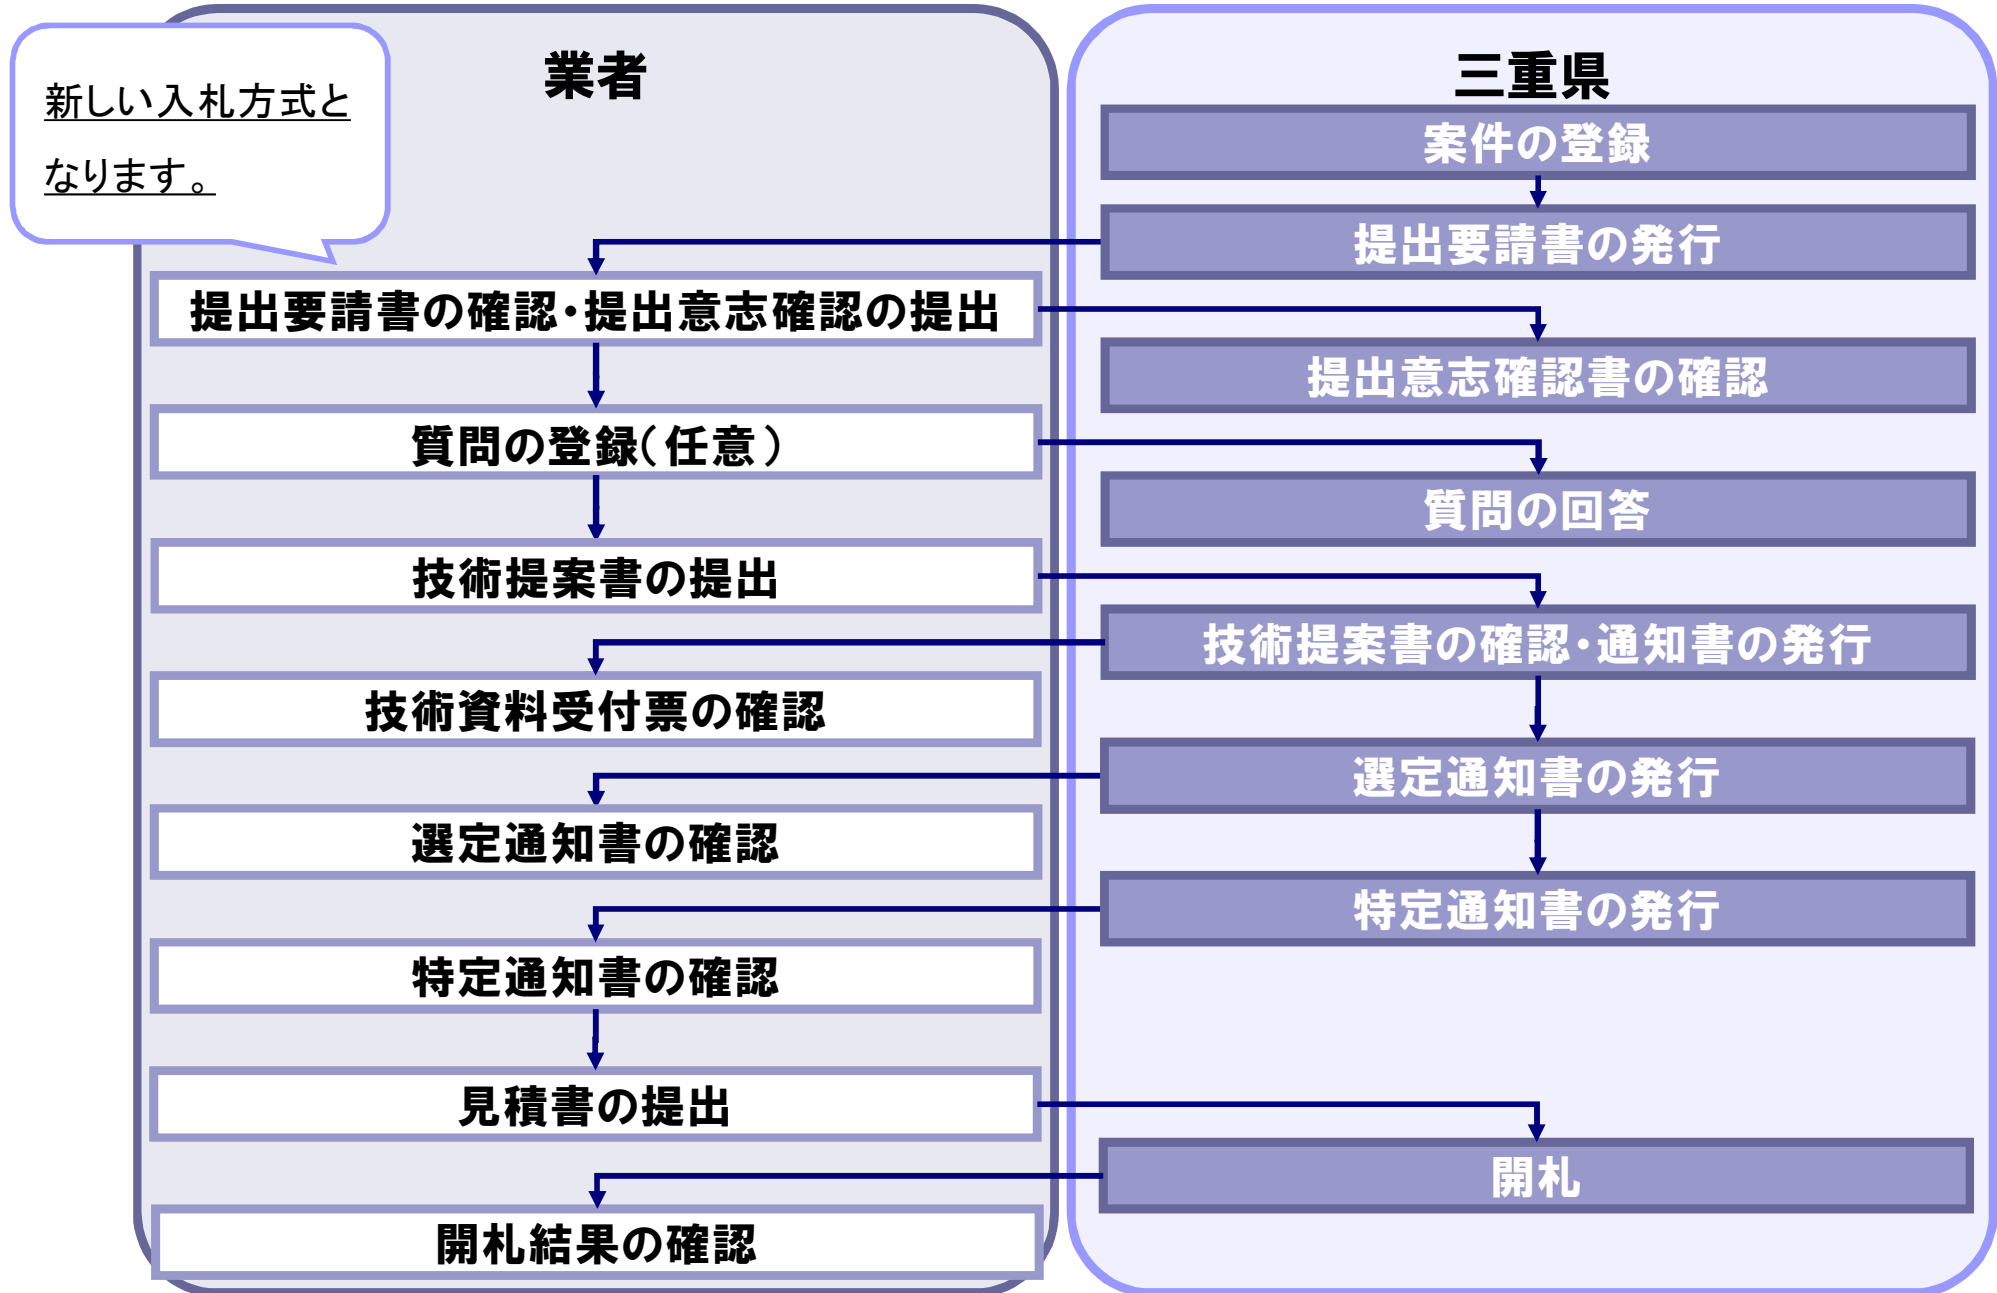 新しい入札方式と
なります。
業者
三重県
案件の登録
提出要請書の発行
提出要請書の確認・提出意志確認の提出
提出意志確認書の確認
質問の登録(任意)
質問の回答
技術提案書の提出
技術提案書の確認・通知書の発行
技術資料受付票の確認
選定通知書の発行
選定通知書の確認
特定通知書の発行
特定通知書の確認
見積書の提出
開札
開札結果の確認